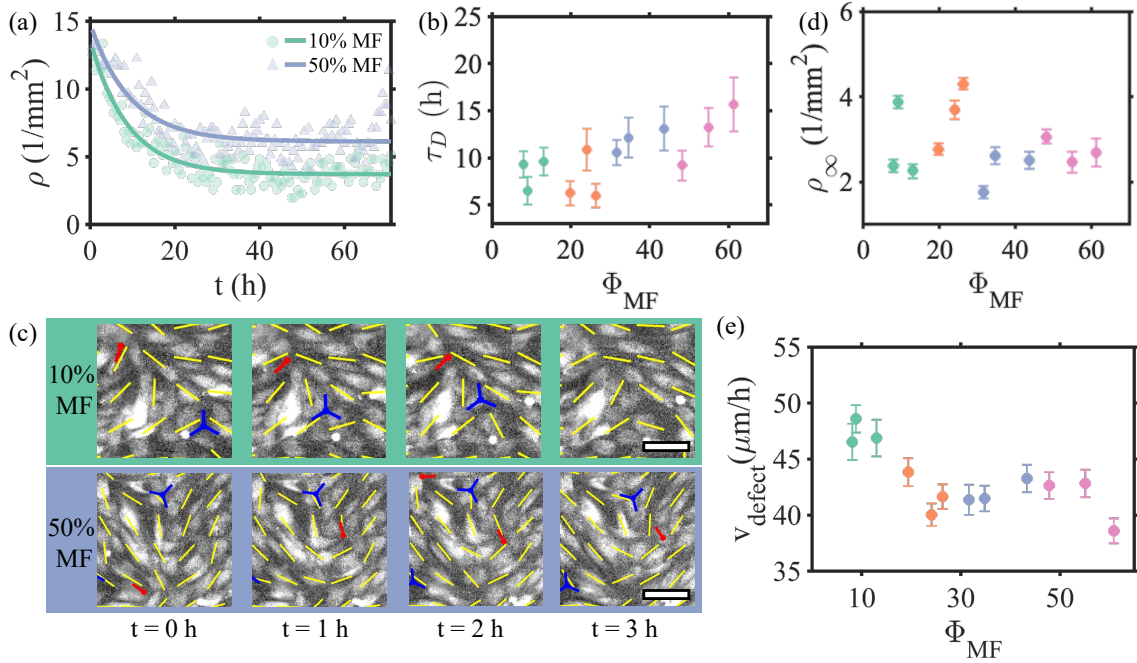 (a)
15
10
5
0
ρ (1/mm²)
10% MF
50% MF
0 20 40 60
t (h)
(b)
25
20
15
10
5
τ_D (h)
0 20 40 60
Φ_MF
(d)
6
4
2
ρ_∞ (1/mm²)
0 20 40 60
Φ_MF
(c)
10%
MF
50%
MF
t = 0 h t = 1 h t = 2 h t = 3 h
(e)
55
50
45
40
35
v_defect (μm/h)
10 30 50
Φ_MF